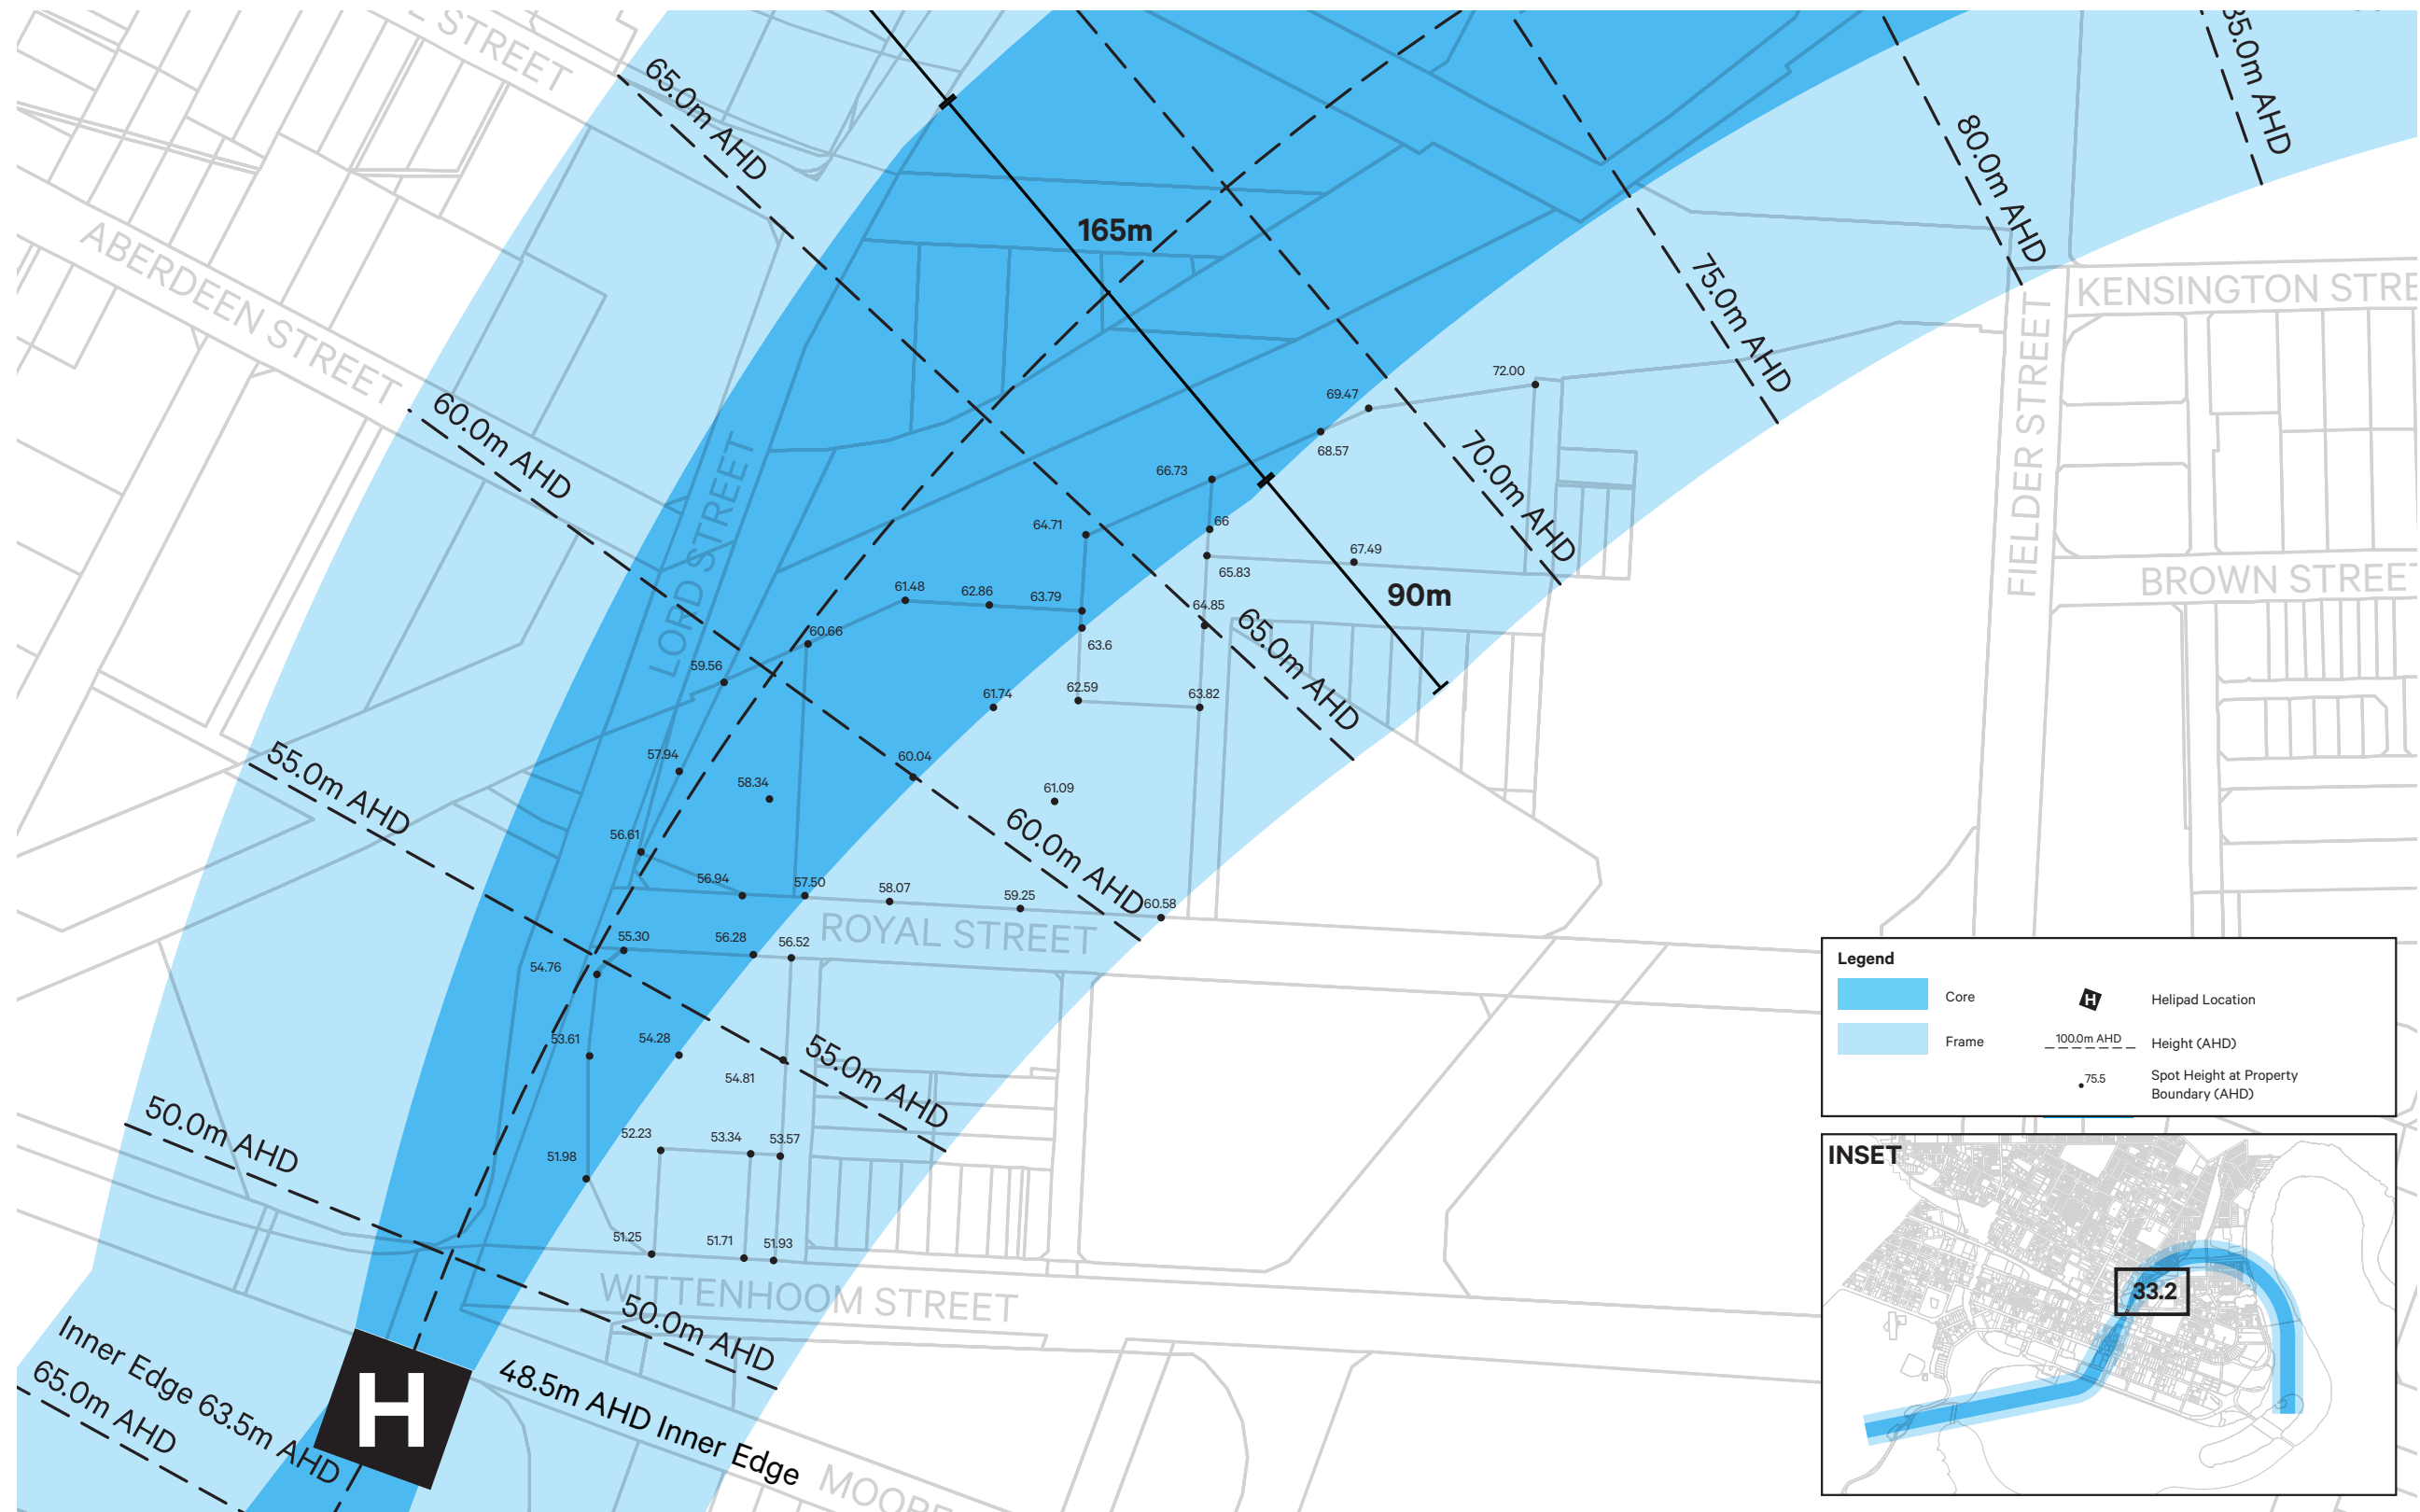 STREET
65.0m AHD
80.0m AHD
ABERDEEN STREET
165m
KENSINGTON STRE
75.0m AHD
60.0m AHD
LORD STREET
FIELDER STREET
72.00
69.47
68.57
70.0m AHD
66.73
64.71
66
67.49
65.83
BROWN STREET
90m
61.48
62.86
63.79
64.85
65.0m AHD
60.66
63.6
59.56
61.74
62.59
63.82
55.0m AHD
57.94
58.34
60.04
61.09
60.0m AHD
56.61
56.94
57.50
58.07
59.25
60.58
ROYAL STREET
55.30
56.28
56.52
54.76
53.61
54.28
54.81
55.0m AHD
50.0m AHD
52.23
53.34
53.57
51.98
51.25
51.71
51.93
WITTENHOOM STREET
50.0m AHD
Inner Edge 63.5m AHD
65.0m AHD
H
48.5m AHD Inner Edge
Legend
Core
H
Helipad Location
Frame
100.0m AHD
Height (AHD)
75.5
Spot Height at Property
Boundary (AHD)
INSET
33.2